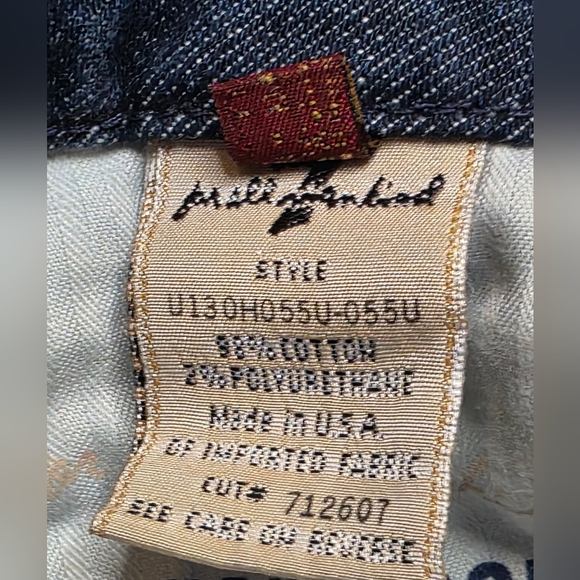 for all mankind
STYLE
U130H055U-055U
98% COTTON
2% POLYURETHANE
Made in U.S.A.
OF IMPORTED FABRIC
CUT# 712607
SEE CARE ON REVERSE